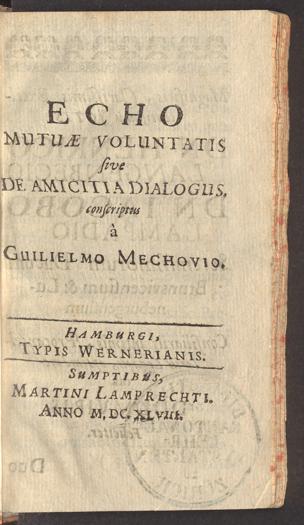 ECHO
MUTUÆ VOLUNTATIS
sive
DE AMICITIA DIALOGUS,
conscriptus
à
GUILIELMO MECHOVIO.
HAMBURGI,
TYPIS WERNERIANIS.
SUMPTIBUS,
MARTINI LAMPRECHTI.
ANNO M. DC. XLVIII.